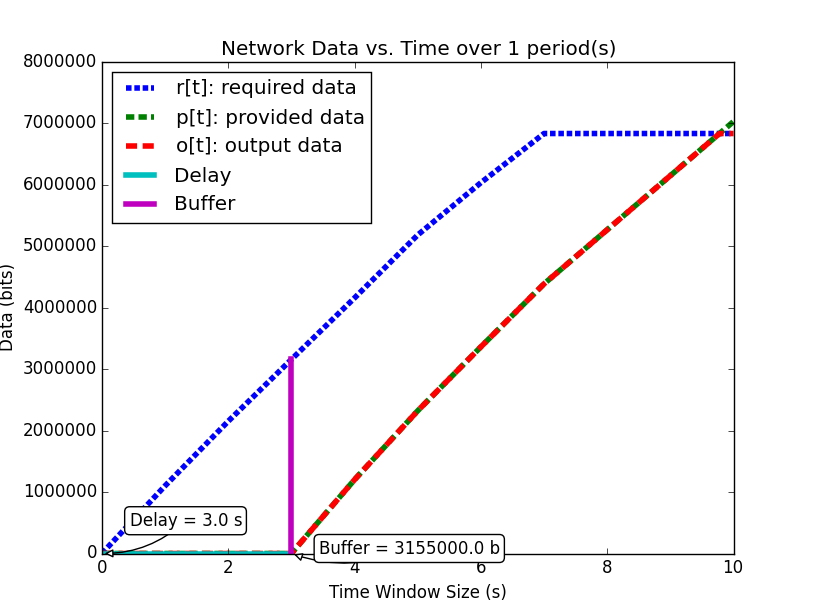 Network Data vs. Time over 1 period(s)
8000000
7000000
6000000
5000000
4000000
3000000
2000000
1000000
0
Data (bits)
r[t]: required data
p[t]: provided data
o[t]: output data
Delay
Buffer
Delay = 3.0 s
Buffer = 3155000.0 b
0 2 4 6 8 10
Time Window Size (s)